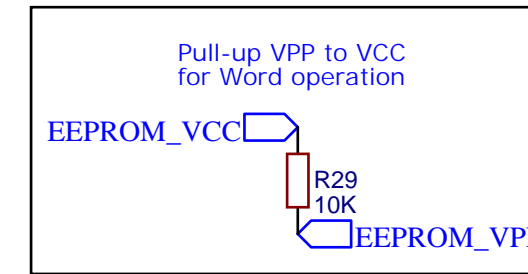 Pull-up VPP to VCC
for Word operation
EEPROM_VCC
R29
10K